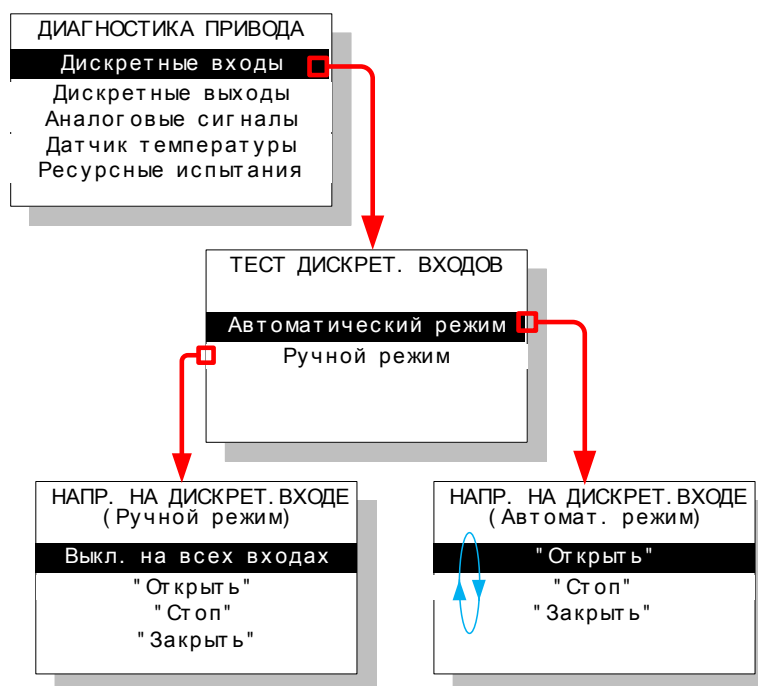 ДИАГНОСТИКА ПРИВОДА
Дискретные входы
Дискретные выходы
Аналоговые сигналы
Датчик температуры
Ресурсные испытания
ТЕСТ ДИСКРЕТ. ВХОДОВ
Автоматический режим
Ручной режим
НАПР. НА ДИСКРЕТ.ВХОДЕ
(Ручной режим)
Выкл. на всех входах
"Открыть"
"Стоп"
"Закрыть"
НАПР. НА ДИСКРЕТ.ВХОДЕ
(Автомат. режим)
"Открыть"
"Стоп"
"Закрыть"